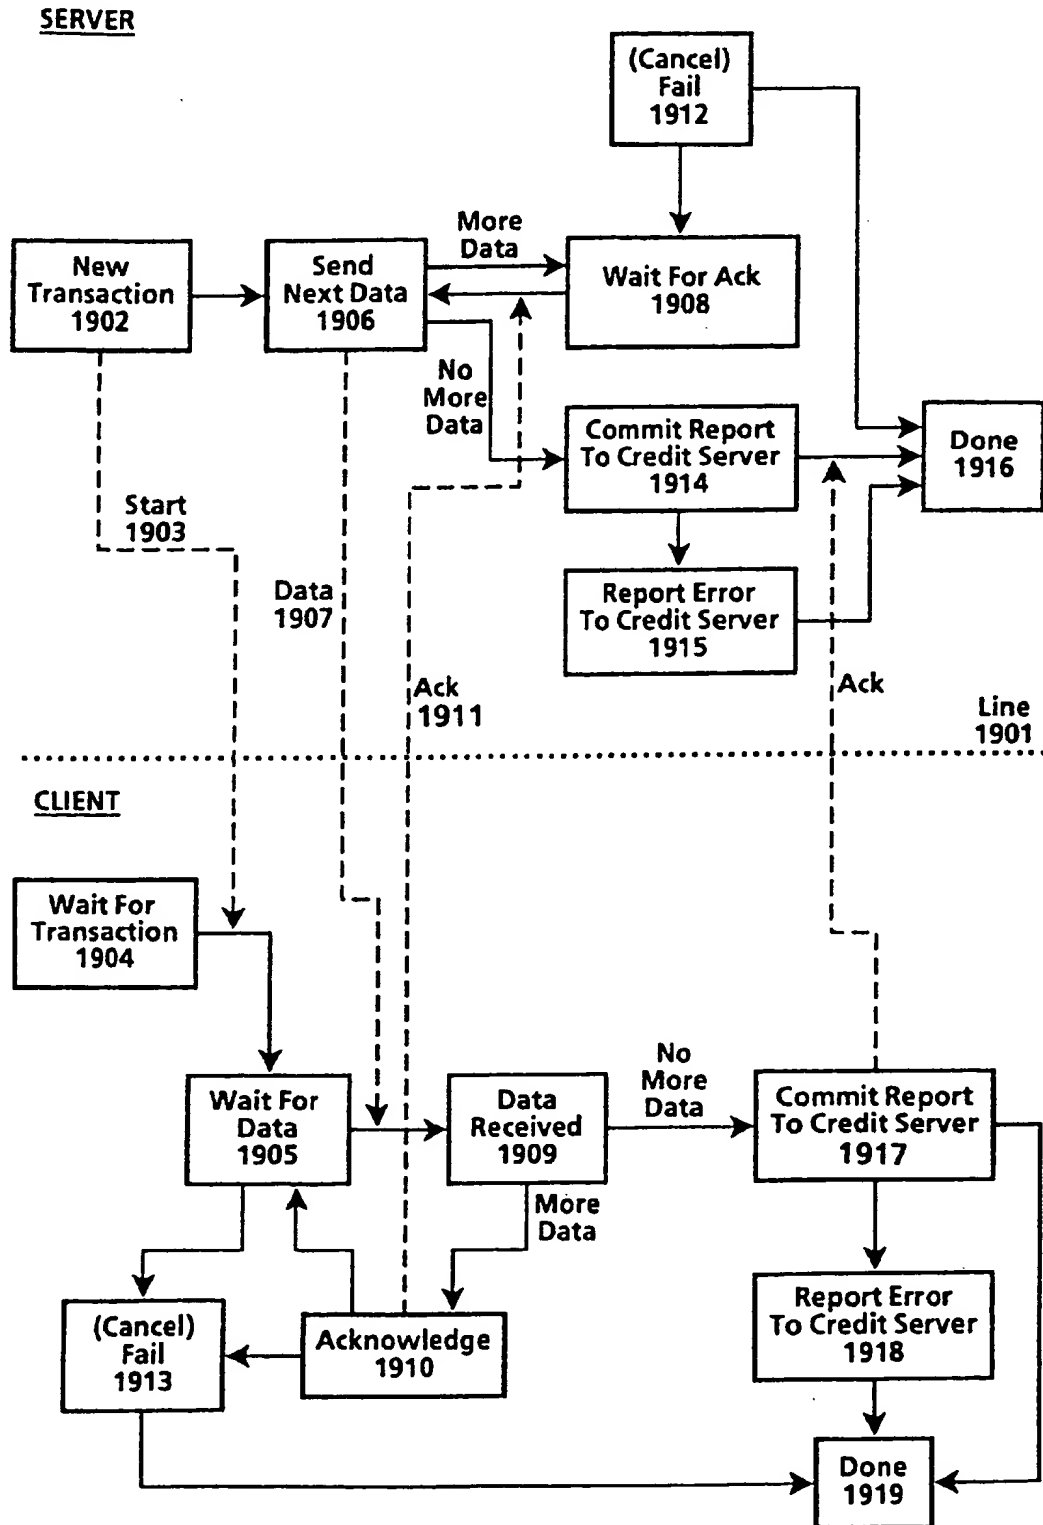 SERVER
(Cancel)
Fail
1912
More
Data
New
Transaction
1902
Send
Next Data
1906
Wait For Ack
1908
No
More
Data
Commit Report
To Credit Server
1914
Done
1916
Start
1903
Data
1907
Report Error
To Credit Server
1915
Ack
1911
Ack
Line
1901
CLIENT
Wait For
Transaction
1904
Wait For
Data
1905
Data
Received
1909
No
More
Data
Commit Report
To Credit Server
1917
More
Data
(Cancel)
Fail
1913
Acknowledge
1910
Report Error
To Credit Server
1918
Done
1919